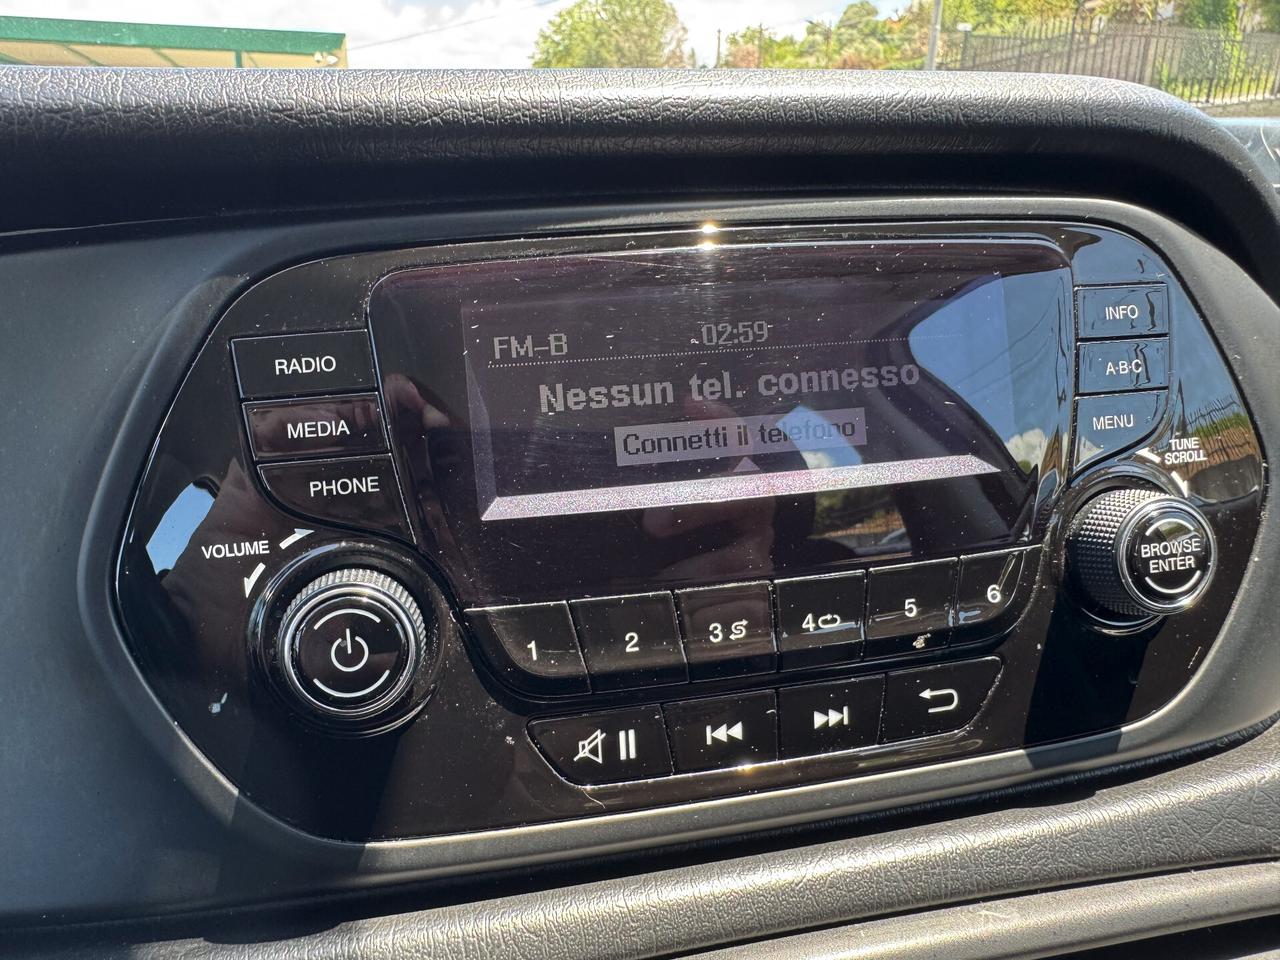 FM-B 02:59
Nessun tel. connesso
Connetti il telefono
RADIO
MEDIA
PHONE
VOLUME
INFO
A·B·C
MENU
TUNE
SCROLL
BROWSE
ENTER
1 2 3 4 5 6